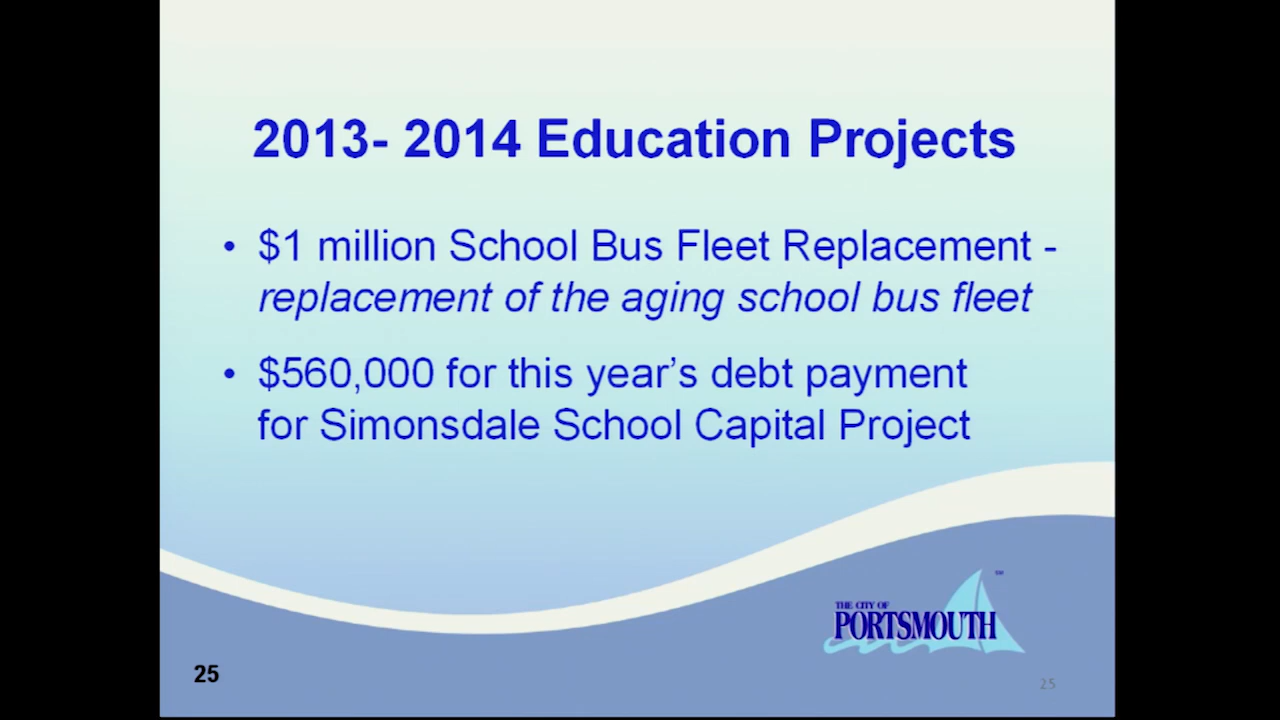 2013- 2014 Education Projects
• $1 million School Bus Fleet Replacement -
replacement of the aging school bus fleet
• $560,000 for this year’s debt payment
for Simonsdale School Capital Project
THE CITY OF
PORTSMOUTH
SM
25
25